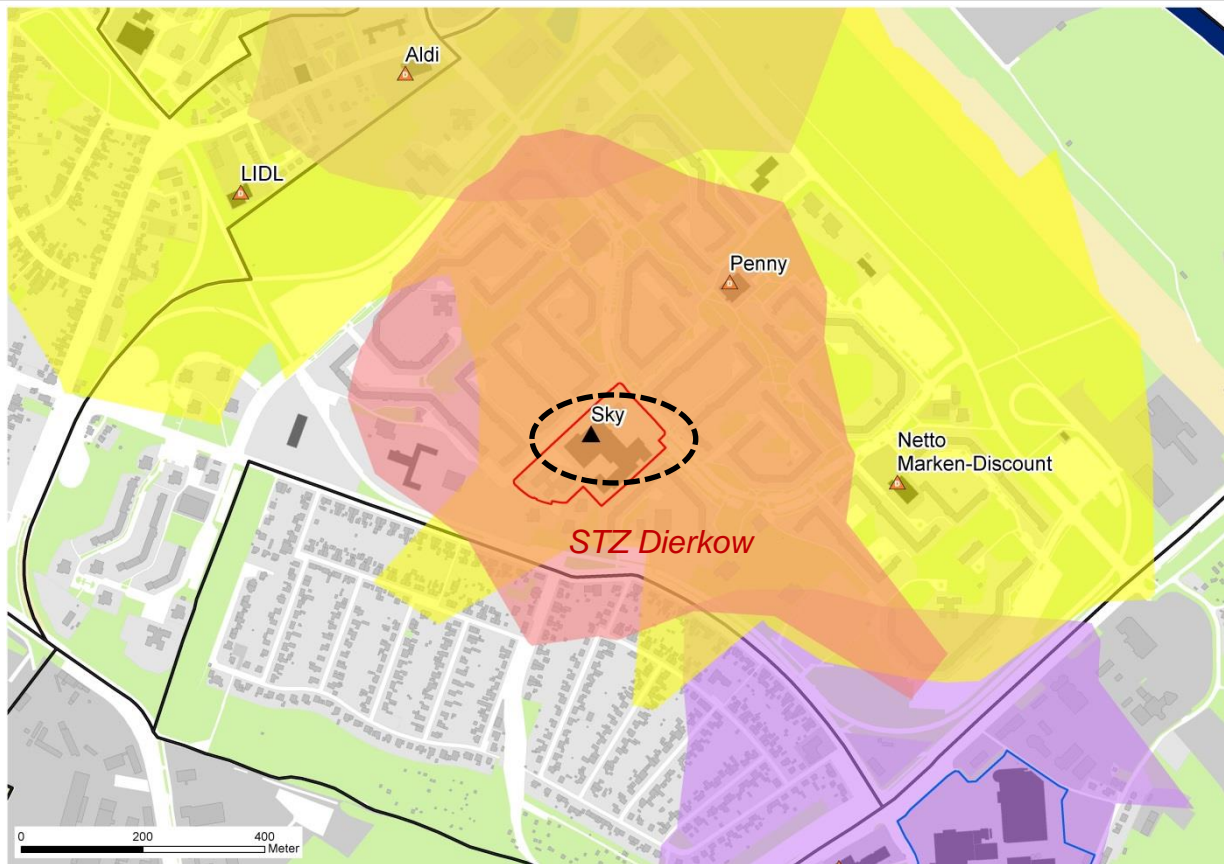 Aldi
LIDL
Penny
Sky
Netto
Marken-Discount
STZ Dierkow
0 200 400
Meter